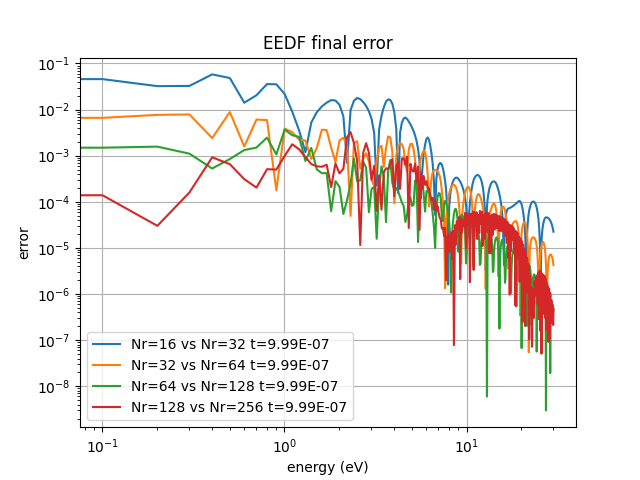 EEDF final error
10⁻¹
10⁻²
10⁻³
10⁻⁴
10⁻⁵
10⁻⁶
10⁻⁷
10⁻⁸
error
Nr=16 vs Nr=32 t=9.99E-07
Nr=32 vs Nr=64 t=9.99E-07
Nr=64 vs Nr=128 t=9.99E-07
Nr=128 vs Nr=256 t=9.99E-07
10⁻¹ 10⁰ 10¹
energy (eV)